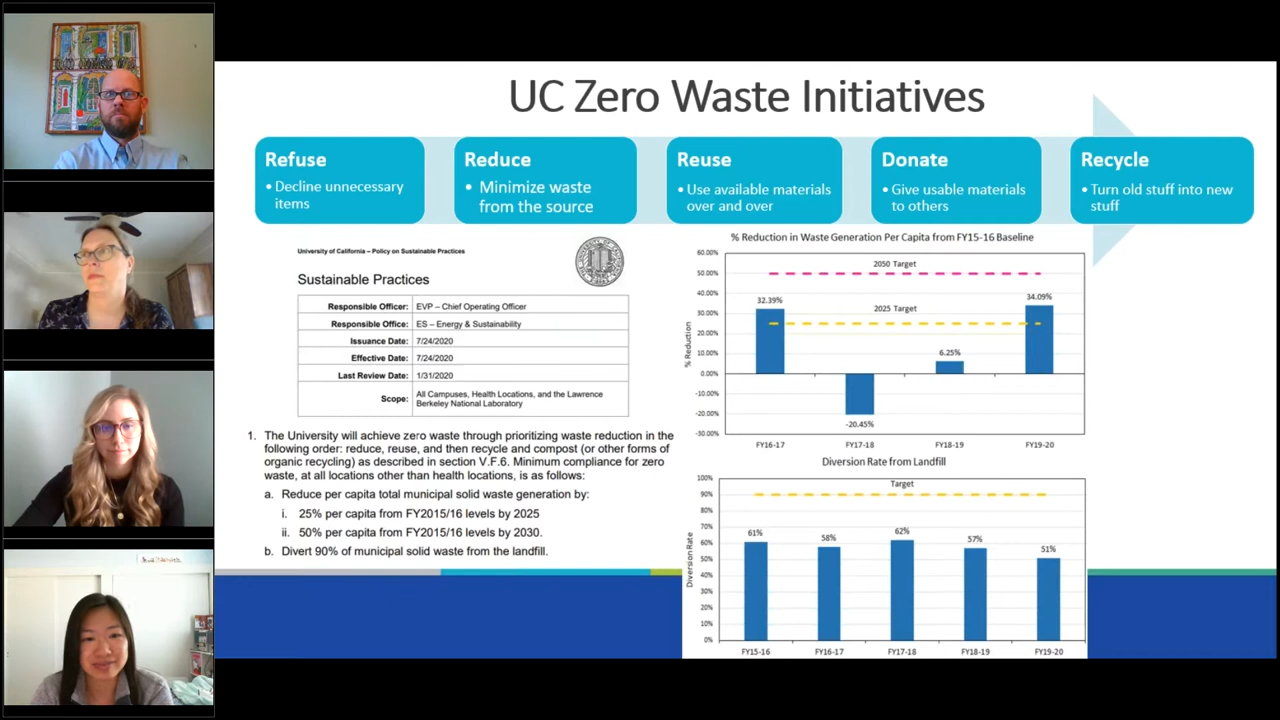 UC Zero Waste Initiatives
Refuse
• Decline unnecessary
items
Reduce
• Minimize waste
from the source
Reuse
• Use available materials
over and over
Donate
• Give usable materials
to others
Recycle
• Turn old stuff into new
stuff
University of California – Policy on Sustainable Practices
Sustainable Practices
Responsible Officer: EVP – Chief Operating Officer
Responsible Office: ES – Energy & Sustainability
Issuance Date: 7/24/2020
Effective Date: 7/24/2020
Last Review Date: 1/31/2020
Scope: All Campuses, Health Locations, and the Lawrence
Berkeley National Laboratory
1. The University will achieve zero waste through prioritizing waste reduction in the
following order: reduce, reuse, and then recycle and compost (or other forms of
organic recycling) as described in section V.F.6. Minimum compliance for zero
waste, at all locations other than health locations, is as follows:
a. Reduce per capita total municipal solid waste generation by:
i. 25% per capita from FY2015/16 levels by 2025
ii. 50% per capita from FY2015/16 levels by 2030.
b. Divert 90% of municipal solid waste from the landfill.
% Reduction in Waste Generation Per Capita from FY15-16 Baseline
% Reduction
60.00%
50.00%
40.00%
30.00%
20.00%
10.00%
0.00%
-10.00%
-20.00%
-30.00%
2050 Target
2025 Target
32.39%
-20.45%
6.25%
34.09%
FY16-17 FY17-18 FY18-19 FY19-20
Diversion Rate from Landfill
Diversion Rate
100%
90%
80%
70%
60%
50%
40%
30%
20%
10%
0%
Target
61% 58% 62% 57% 51%
FY15-16 FY16-17 FY17-18 FY18-19 FY19-20